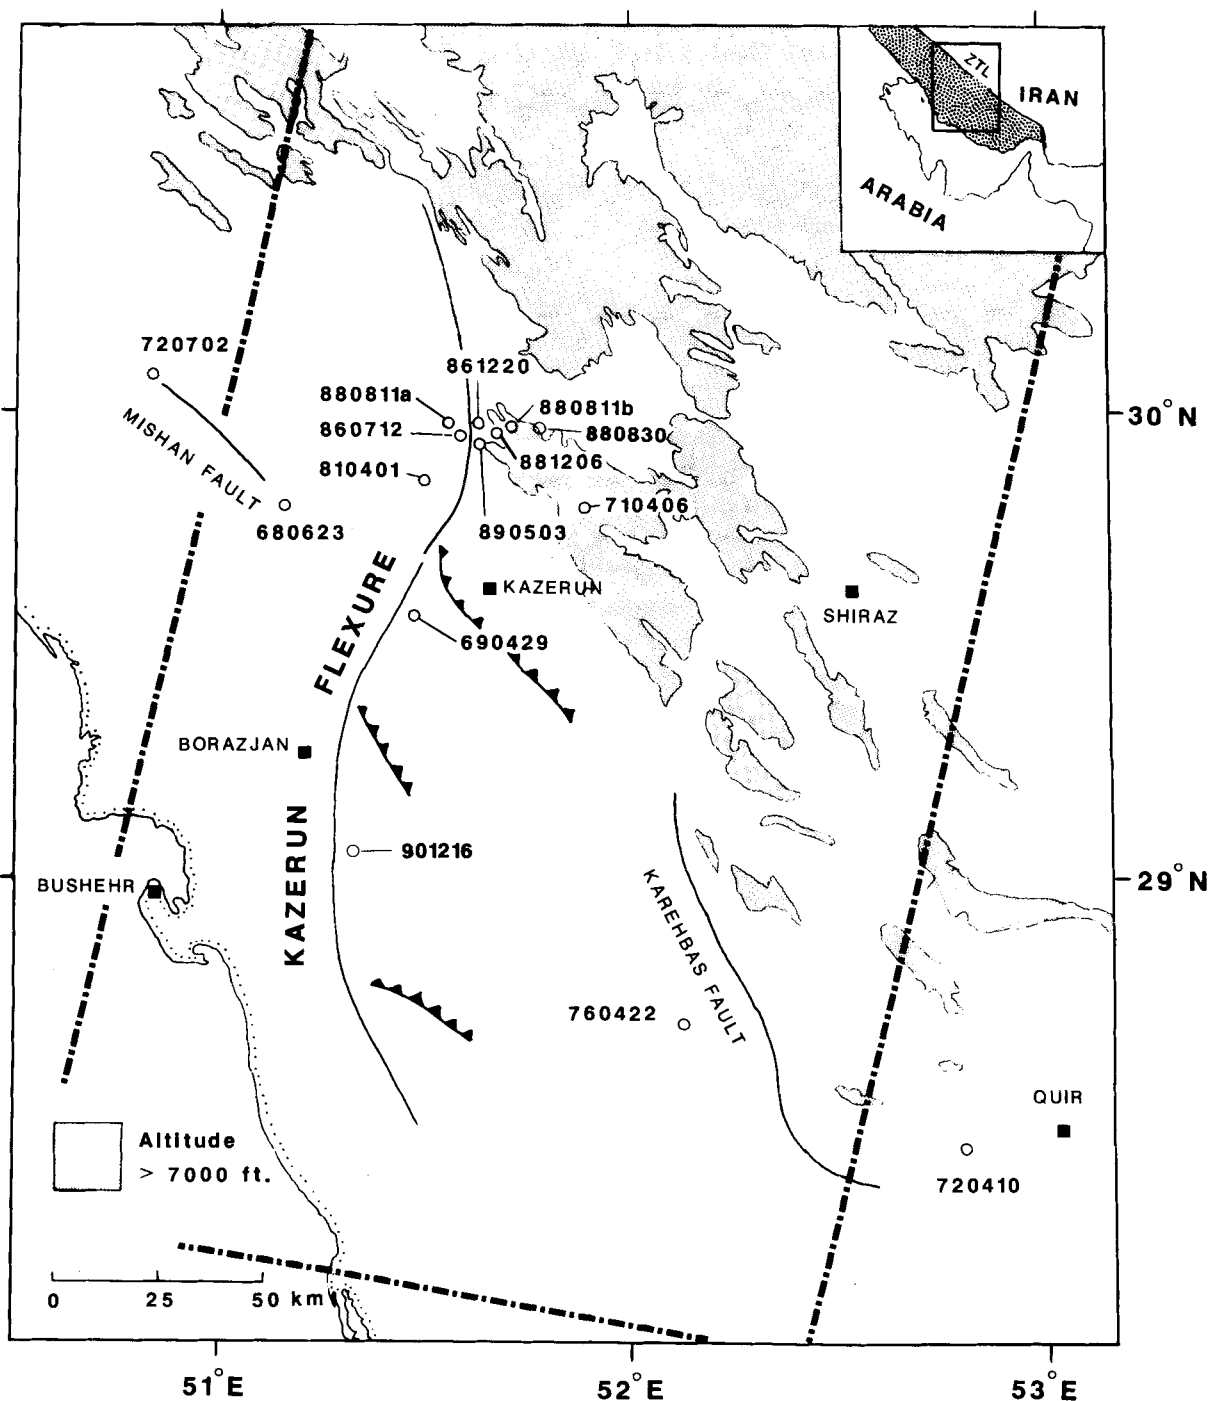 ZTL
IRAN
ARABIA
720702
861220
880811a
880811b
860712
880830
881206
810401
710406
MISHAN FAULT
680623
890503
30°N
FLEXURE
KAZERUN
SHIRAZ
690429
BORAZJAN
KAZERUN
901216
BUSHEHR
29°N
KAREHBAS FAULT
760422
QUIR
720410
Altitude
> 7000 ft.
0 25 50 km
51°E 52°E 53°E